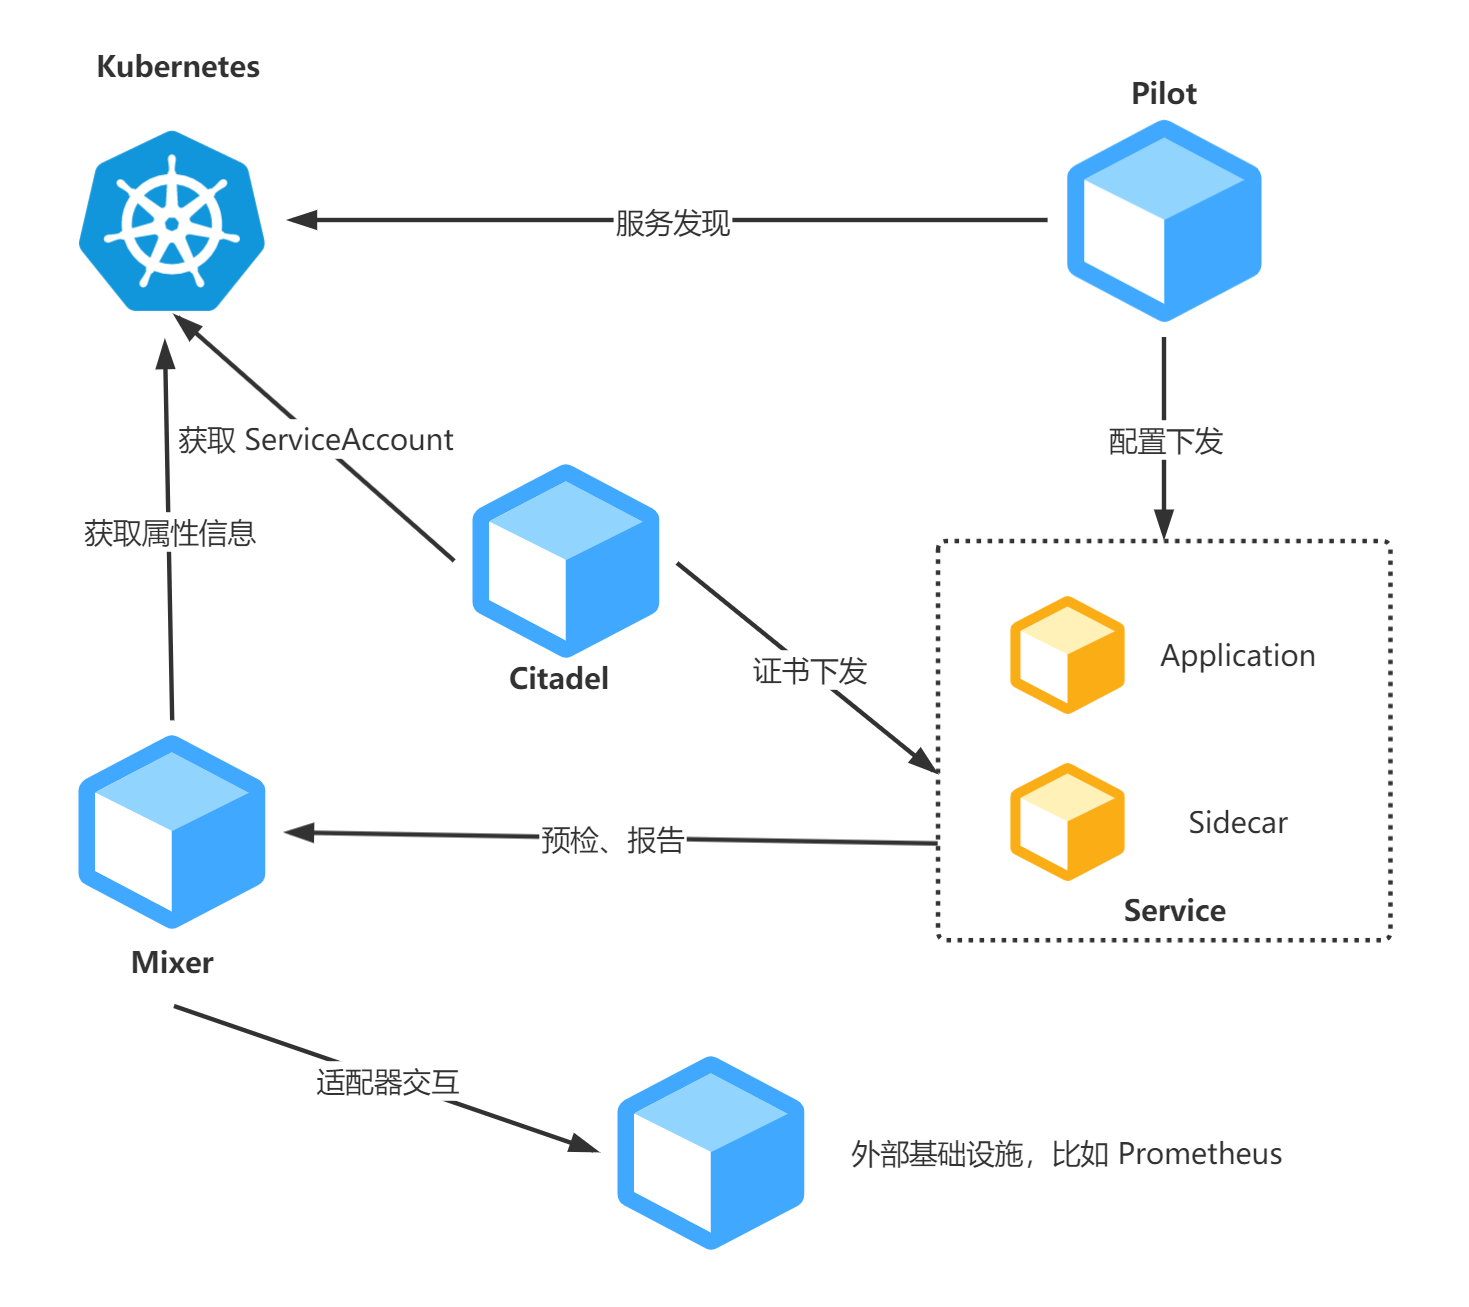 Kubernetes
Pilot
服务发现
获取 ServiceAccount
配置下发
获取属性信息
Citadel
证书下发
Application
预检、报告
Sidecar
Service
Mixer
适配器交互
外部基础设施，比如 Prometheus